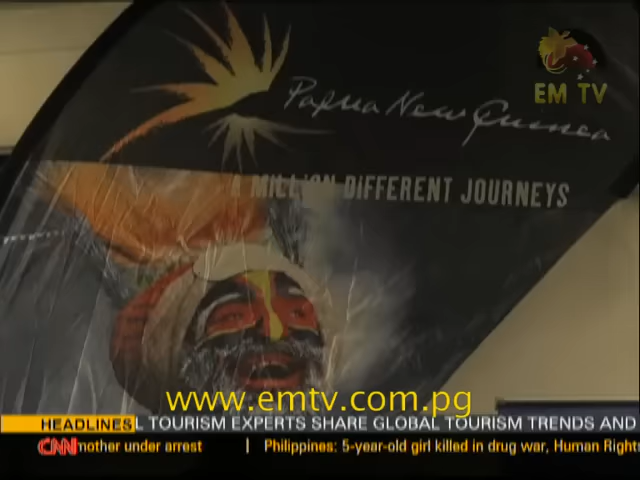 EM TV
Papua New Guinea
A MILLION DIFFERENT JOURNEYS
www.emtv.com.pg
HEADLINES L TOURISM EXPERTS SHARE GLOBAL TOURISM TRENDS AND
CNN mother under arrest | Philippines: 5-year-old girl killed in drug war, Human Right